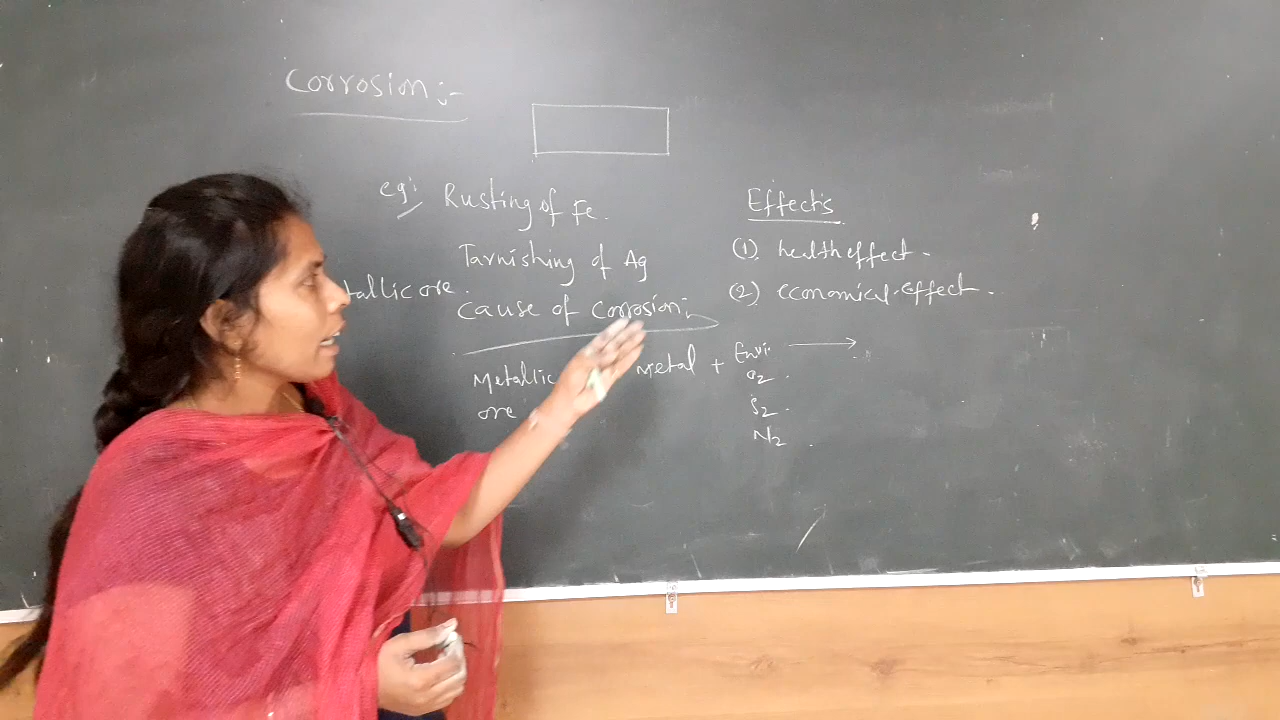 Corrosion:-
eg: Rusting of Fe.
Tarnishing of Ag
tallic ore.
Cause of Corrosion:
Metallic
ore
Metal + Envi. →
O2.
S2.
N2.
Effects
(1). health effect.
(2) economical effect.